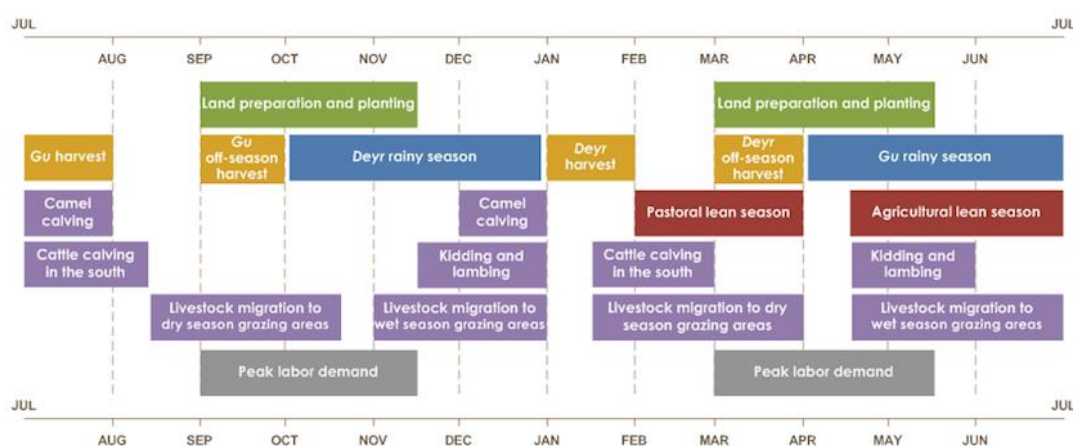 JUL JUL
AUG SEP OCT NOV DEC JAN FEB MAR APR MAY JUN
Land preparation and planting
Land preparation and planting
Gu harvest
Gu
off-season
harvest
Deyr rainy season
Deyr
harvest
Deyr
off-season
harvest
Gu rainy season
Camel
calving
Camel
calving
Pastoral lean season
Agricultural lean season
Cattle calving
in the south
Kidding and
lambing
Cattle calving
in the south
Kidding and
lambing
Livestock migration to
dry season grazing areas
Livestock migration to
wet season grazing areas
Livestock migration to dry
season grazing areas
Livestock migration to
wet season grazing areas
Peak labor demand
Peak labor demand
JUL JUL
AUG SEP OCT NOV DEC JAN FEB MAR APR MAY JUN